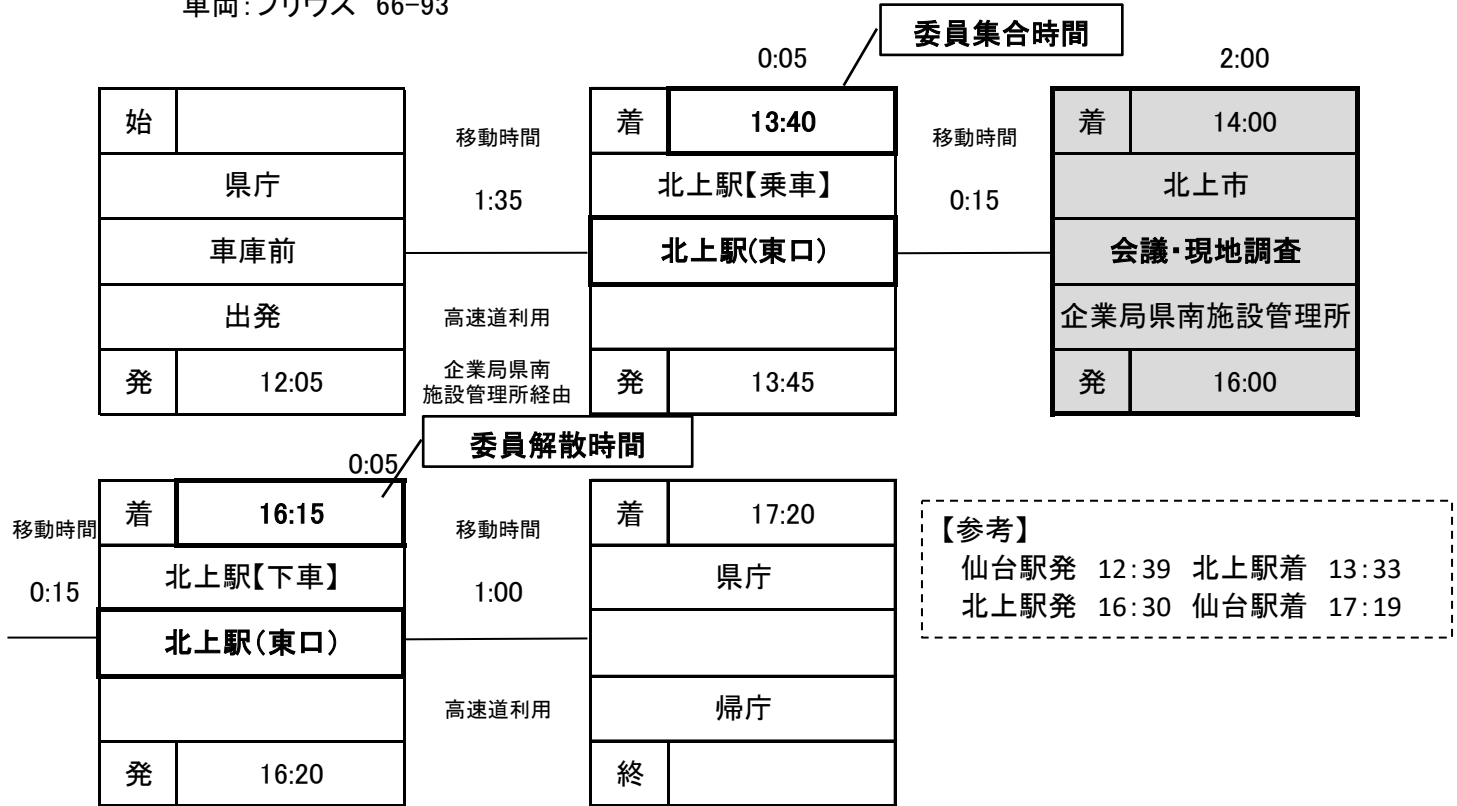 車両：プリウス 66-93
委員集合時間
0:05
2:00
始
着 13:40
着 14:00
移動時間
移動時間
県庁
北上駅【乗車】
北上市
1:35
0:15
車庫前
北上駅(東口)
会議・現地調査
出発
高速道利用
企業局県南施設管理所
企業局県南
施設管理所経由
発 12:05
発 13:45
発 16:00
委員解散時間
0:05
着 16:15
着 17:20
移動時間
移動時間
北上駅【下車】
県庁
0:15
1:00
北上駅（東口）
高速道利用
帰庁
発 16:20
終
【参考】
仙台駅発 12：39 北上駅着 13：33
北上駅発 16：30 仙台駅着 17：19